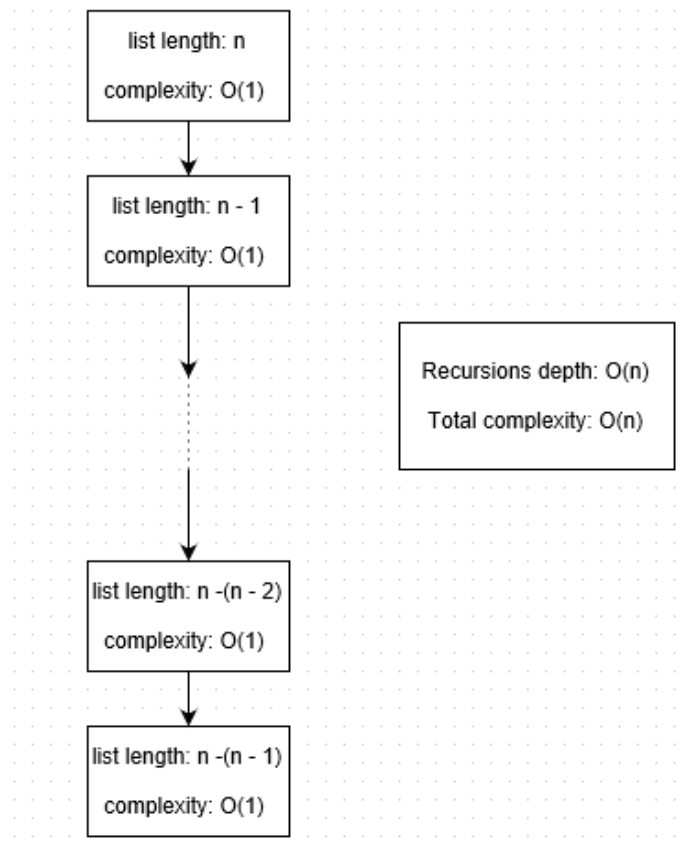 list length: n
complexity: O(1)
list length: n - 1
complexity: O(1)
Recursions depth: O(n)
Total complexity: O(n)
list length: n -(n - 2)
complexity: O(1)
list length: n -(n - 1)
complexity: O(1)